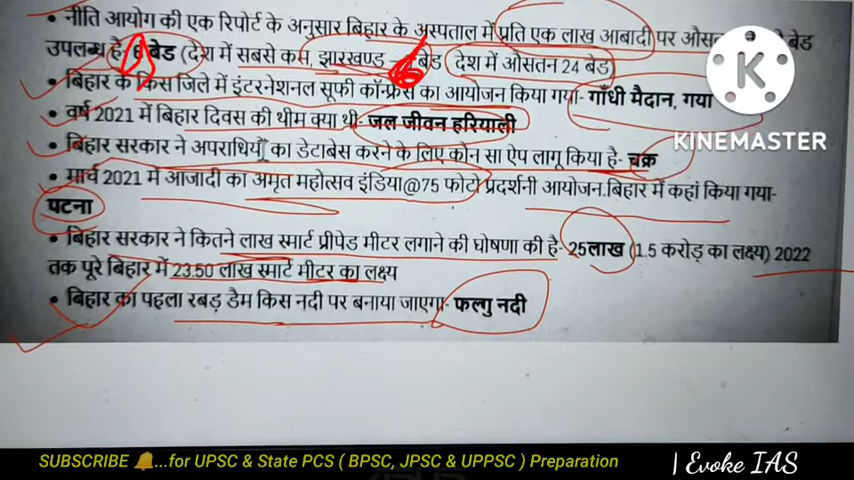 • नीति आयोग की एक रिपोर्ट के अनुसार बिहार के अस्पताल में प्रति एक लाख आबादी पर औसतन बेड
उपलब्ध है- 6 बेड (देश में सबसे कम, झारखण्ड - बेड देश में औसतन 24 बेड)
• बिहार के किस जिले में इंटरनेशनल सूफी कॉन्फ्रेंस का आयोजन किया गया- गाँधी मैदान, गया
• वर्ष 2021 में बिहार दिवस की थीम क्या थी- जल जीवन हरियाली
• बिहार सरकार ने अपराधियों का डेटाबेस करने के लिए कोन सा ऐप लागू किया है- चक्र
• मार्च 2021 में आजादी का अमृत महोत्सव इंडिया@75 फोटो प्रदर्शनी आयोजन बिहार में कहां किया गया-
पटना
• बिहार सरकार ने कितने लाख स्मार्ट प्रीपेड मीटर लगाने की घोषणा की है- 25लाख (1.5 करोड़ का लक्ष्य) 2022
तक पूरे बिहार में 23.50 लाख स्मार्ट मीटर का लक्ष्य
• बिहार का पहला रबड़ डैम किस नदी पर बनाया जाएगा- फल्गु नदी
K
KINEMASTER
SUBSCRIBE 🔔...for UPSC & State PCS ( BPSC, JPSC & UPPSC ) Preparation
| Evoke IAS